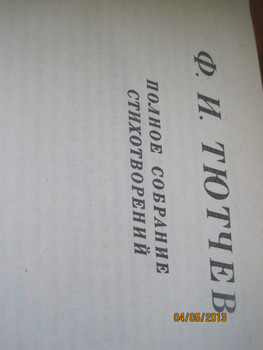 Ф. И. ТЮТЧЕВ
ПОЛНОЕ СОБРАНИЕ
СТИХОТВОРЕНИЙ
04/05/2013